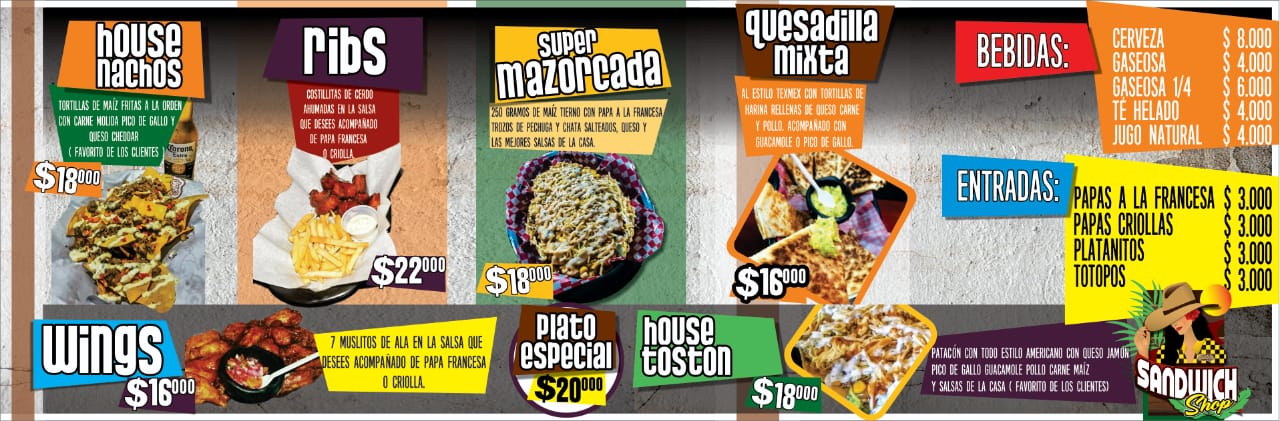 House
Nachos
TORTILLAS DE MAÍZ FRITAS A LA ORDEN
CON CARNE MOLIDA PICO DE GALLO Y
QUESO CHEDDAR
( FAVORITO DE LOS CLIENTES )
Corona
Extra
$18000
Ribs
COSTILLITAS DE CERDO
AHUMADAS EN LA SALSA
QUE DESEES ACOMPAÑADO
DE PAPA FRANCESA
O CRIOLLA.
$22000
Super
Mazorcada
250 GRAMOS DE MAÍZ TIERNO CON PAPA A LA FRANCESA
TROZOS DE PECHUGA Y CHATA SALTEADOS, QUESO Y
LAS MEJORES SALSAS DE LA CASA.
$18000
Quesadilla
Mixta
AL ESTILO TEXMEX CON TORTILLAS DE
HARINA RELLENAS DE QUESO CARNE
Y POLLO. ACOMPAÑADO CON
GUACAMOLE O PICO DE GALLO.
$16000
BEBIDAS:
CERVEZA $ 8.000
GASEOSA $ 4.000
GASEOSA 1/4 $ 6.000
TÉ HELADO $ 4.000
JUGO NATURAL $ 4.000
ENTRADAS:
PAPAS A LA FRANCESA $ 3.000
PAPAS CRIOLLAS $ 3.000
PLATANITOS $ 3.000
TOTOPOS $ 3.000
Wings
$16000
7 MUSLITOS DE ALA EN LA SALSA QUE
DESEES ACOMPAÑADO DE PAPA FRANCESA
O CRIOLLA.
Plato
Especial
$20000
House
Toston
$18000
PATACÓN CON TODO ESTILO AMERICANO CON QUESO JAMÓN
PICO DE GALLO GUACAMOLE POLLO CARNE MAÍZ
Y SALSAS DE LA CASA ( FAVORITO DE LOS CLIENTES)
SANDWICH
Shop